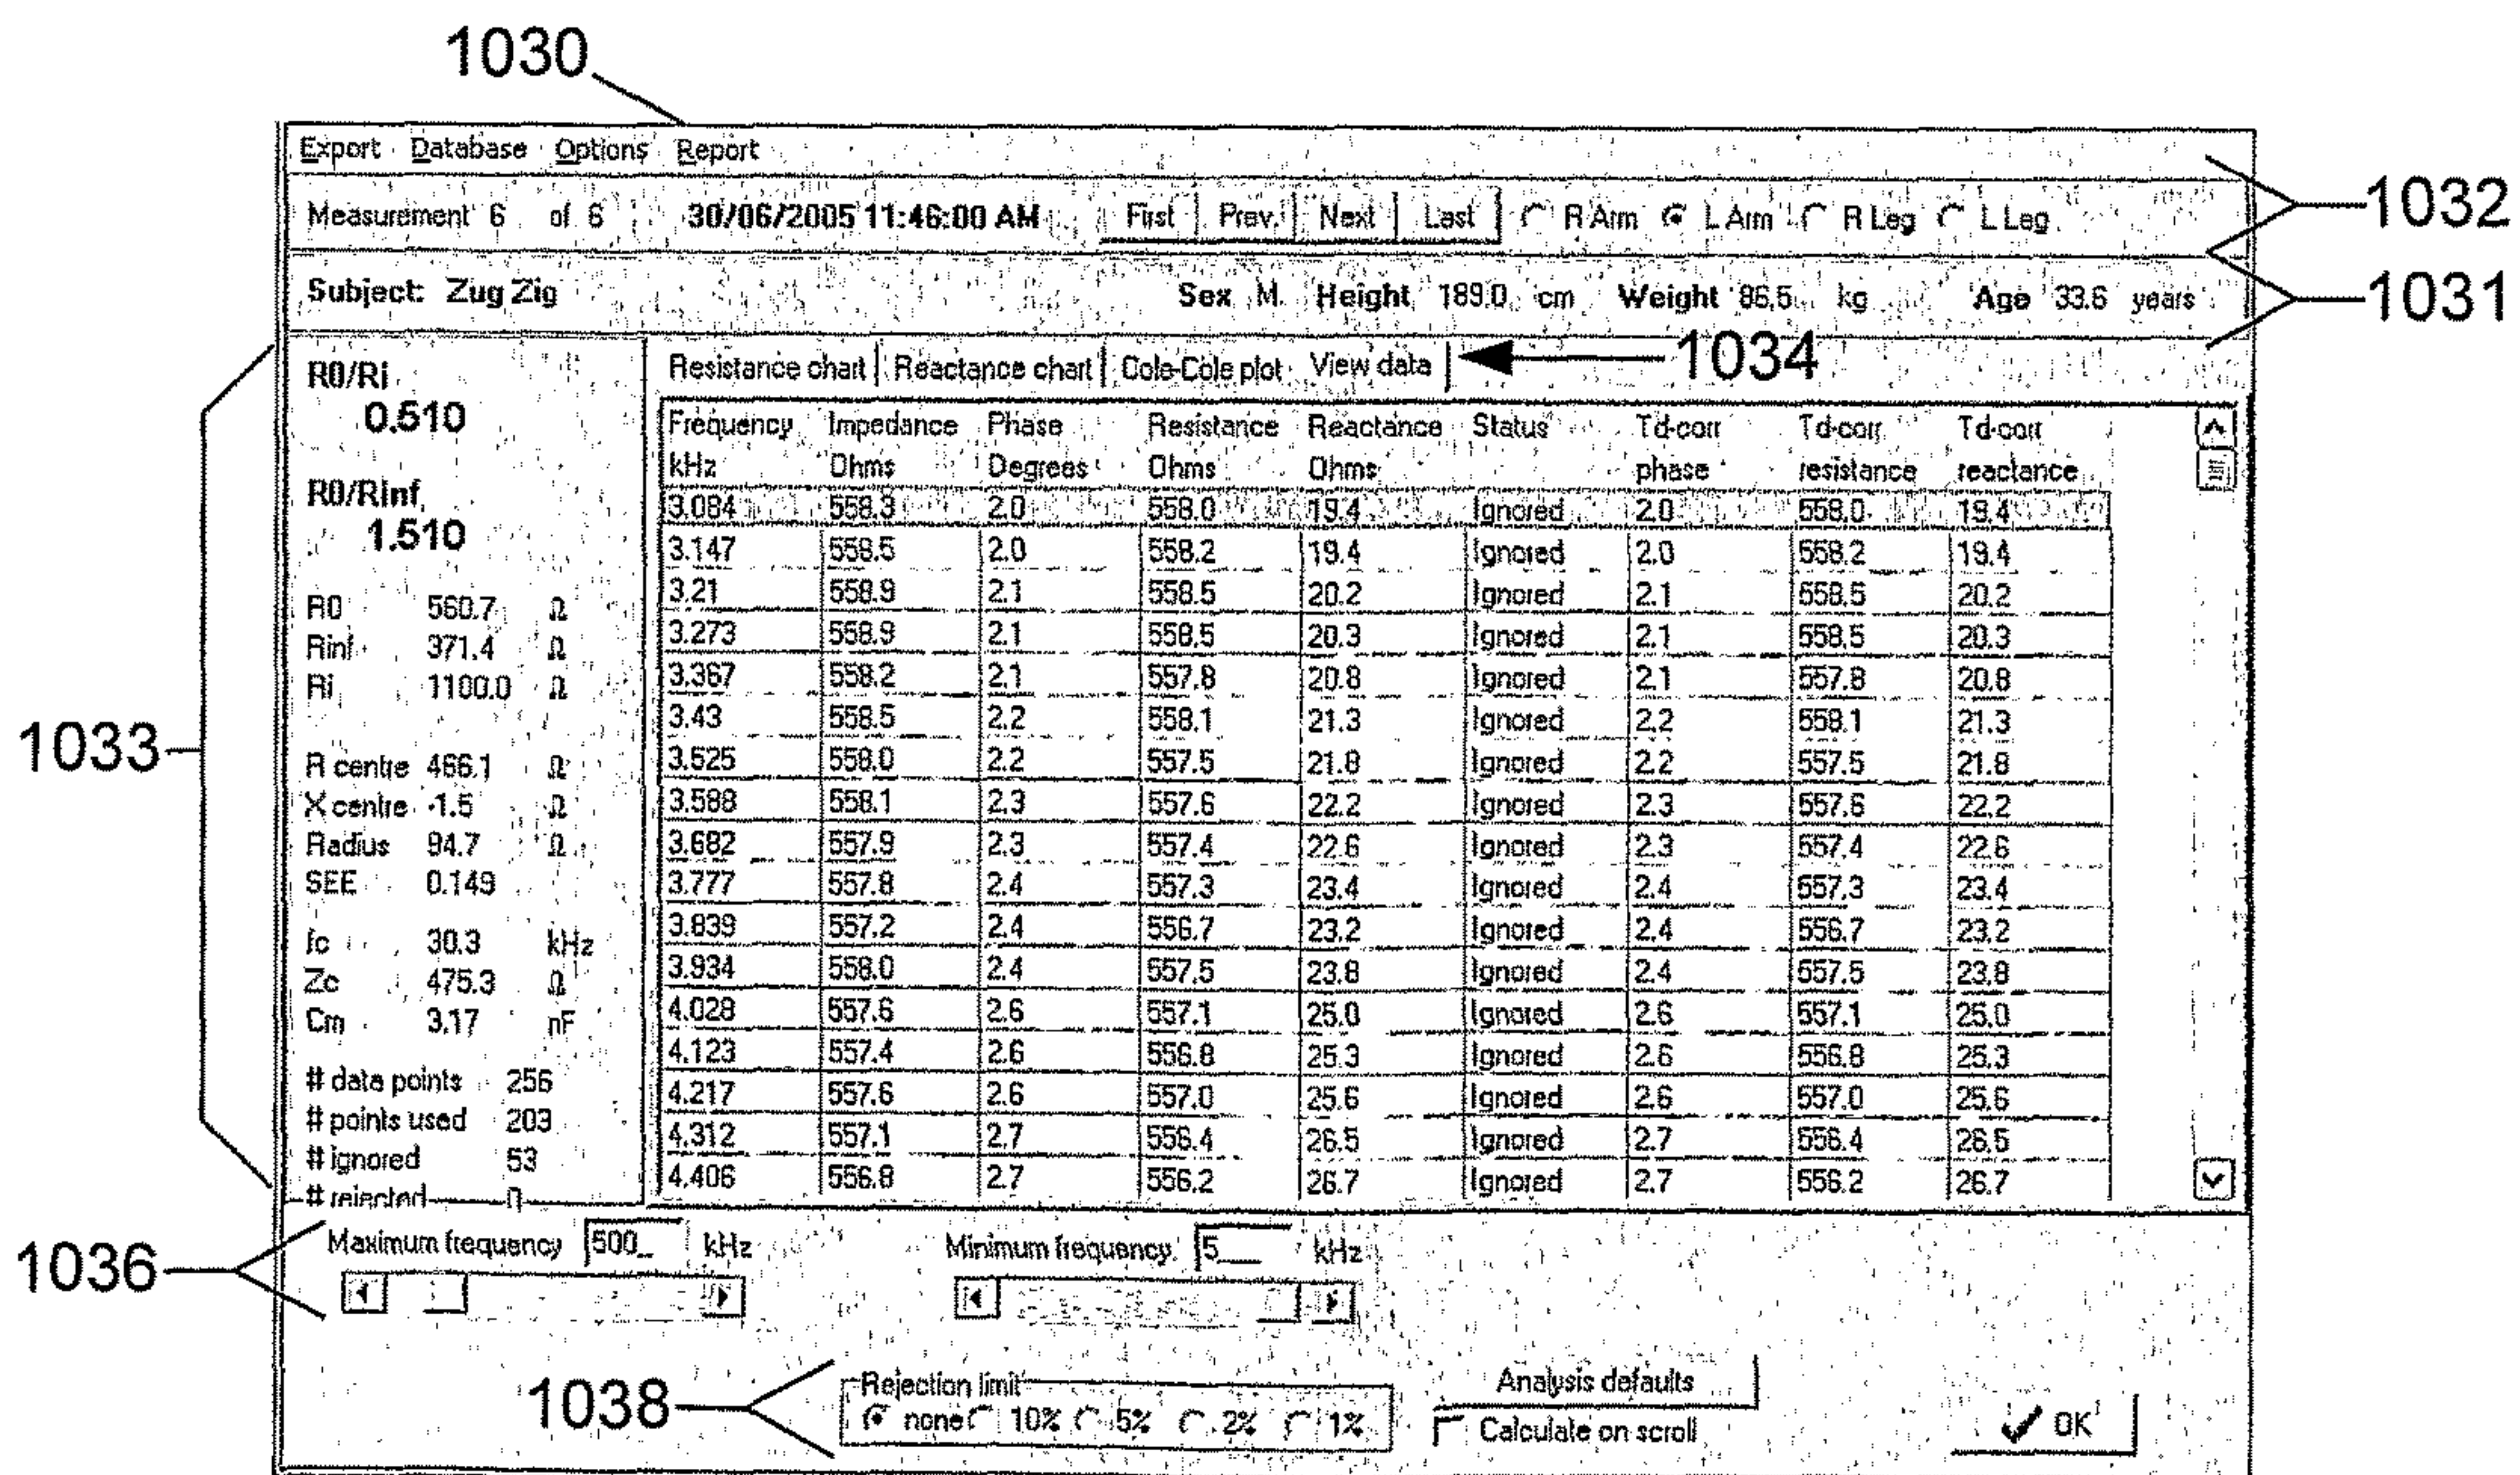 1030
Export Database Options Report
Measurement 6 of 6 30/06/2005 11:46:00 AM First Prev. Next Last R Arm L Arm R Leg L Leg
1032
Subject: Zug Zig Sex M Height 189.0 cm Weight 86.5 kg Age 33.6 years
1031
R0/Ri
0.510
R0/Rinf
1.510
R0 560.7 Ω
Rinf 371.4 Ω
Ri 1100.0 Ω
R centre 466.1 Ω
X centre -1.5 Ω
Radius 94.7 Ω
SEE 0.149
fc 30.3 kHz
Zc 475.3 Ω
Cm 3.17 nF
# data points 256
# points used 203
# ignored 53
# rejected 0
1033
Resistance chart Reactance chart Cole-Cole plot View data
1034
Frequency Impedance Phase Resistance Reactance Status Td-corr Td-corr Td-corr
kHz Ohms Degrees Ohms Ohms phase resistance reactance
3.084 558.3 2.0 558.0 19.4 Ignored 2.0 558.0 19.4
3.147 558.5 2.0 558.2 19.4 Ignored 2.0 558.2 19.4
3.21 558.9 2.1 558.5 20.2 Ignored 2.1 558.5 20.2
3.273 558.9 2.1 558.5 20.3 Ignored 2.1 558.5 20.3
3.367 558.2 2.1 557.8 20.8 Ignored 2.1 557.8 20.8
3.43 558.5 2.2 558.1 21.3 Ignored 2.2 558.1 21.3
3.525 558.0 2.2 557.5 21.8 Ignored 2.2 557.5 21.8
3.588 558.1 2.3 557.6 22.2 Ignored 2.3 557.6 22.2
3.682 557.9 2.3 557.4 22.6 Ignored 2.3 557.4 22.6
3.777 557.8 2.4 557.3 23.4 Ignored 2.4 557.3 23.4
3.839 557.2 2.4 556.7 23.2 Ignored 2.4 556.7 23.2
3.934 558.0 2.4 557.5 23.8 Ignored 2.4 557.5 23.8
4.028 557.6 2.6 557.1 25.0 Ignored 2.6 557.1 25.0
4.123 557.4 2.6 556.8 25.3 Ignored 2.6 556.8 25.3
4.217 557.6 2.6 557.0 25.6 Ignored 2.6 557.0 25.6
4.312 557.1 2.7 556.4 26.5 Ignored 2.7 556.4 26.5
4.406 556.8 2.7 556.2 26.7 Ignored 2.7 556.2 26.7
1036
Maximum frequency 500_ kHz Minimum frequency 5__ kHz
1038
Rejection limit
none 10% 5% 2% 1%
Analysis defaults
Calculate on scroll
OK